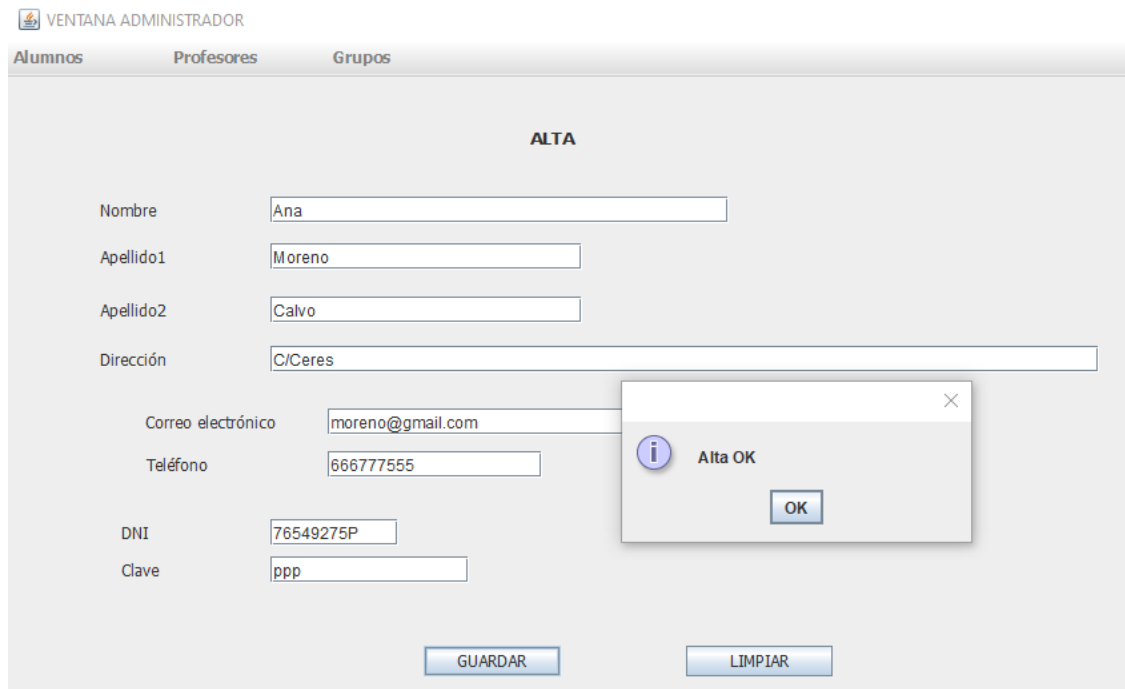 VENTANA ADMINISTRADOR
Alumnos Profesores Grupos
ALTA
Nombre Ana
Apellido1 Moreno
Apellido2 Calvo
Dirección C/Ceres
Correo electrónico moreno@gmail.com
Teléfono 666777555
Alta OK
OK
DNI 76549275P
Clave ppp
GUARDAR LIMPIAR